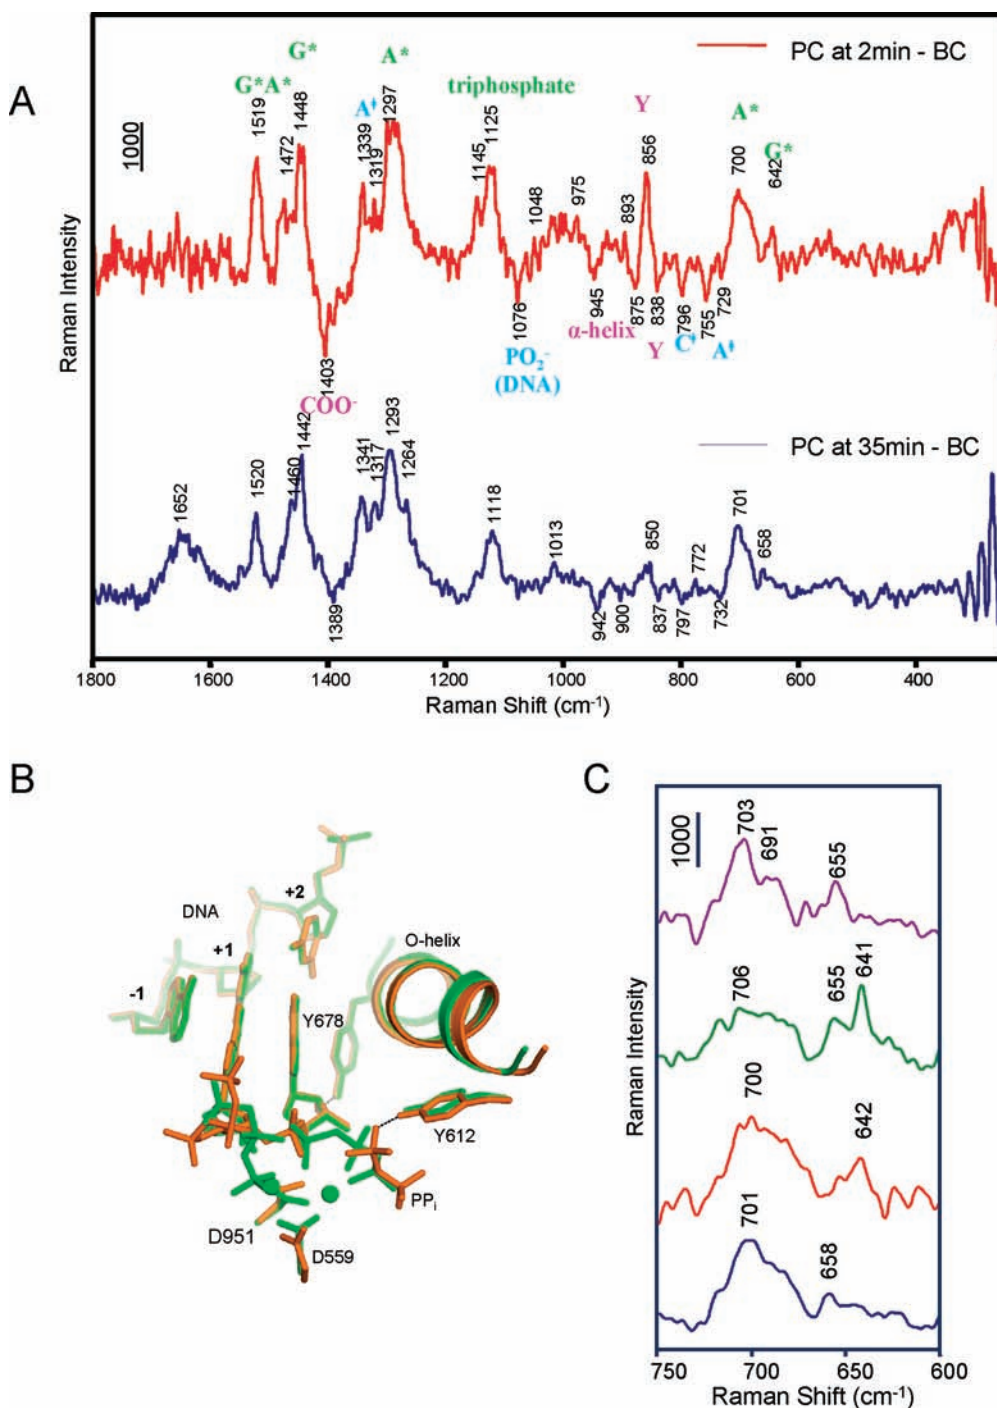 A
Raman Intensity
1000
PC at 2min - BC
G*A*
G*
A‡
A*
triphosphate
Y
A*
G*
1519
1472
1448
1339
1319
1297
1145
1125
1048
975
893
856
700
642
1403
1076
945
875
838
796
755
729
COO-
PO2-
(DNA)
α-helix
Y
C‡
A‡
PC at 35min - BC
1652
1520
1460
1442
1341
1317
1293
1264
1118
1013
850
772
701
658
1389
942
900
837
797
732
1800 1600 1400 1200 1000 800 600 400
Raman Shift (cm-1)
B
DNA
+2
+1
-1
O-helix
Y678
Y612
PPi
D951
D559
C
Raman Intensity
1000
703
691
655
706
655
641
700
642
701
658
750 700 650 600
Raman Shift (cm-1)